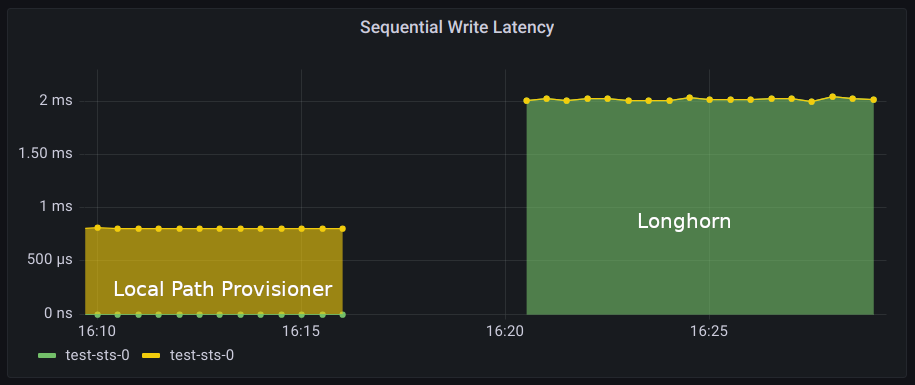 Sequential Write Latency
2 ms
1.50 ms
1 ms
500 µs
0 ns
Longhorn
Local Path Provisioner
16:10 16:15 16:20 16:25
test-sts-0 test-sts-0